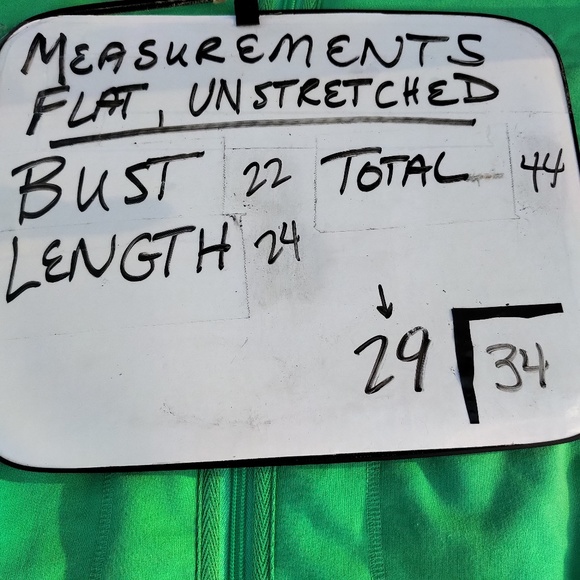 MEASUREMENTS
FLAT, UNSTRETCHED
BUST 22 TOTAL 44
LENGTH 24
29 34